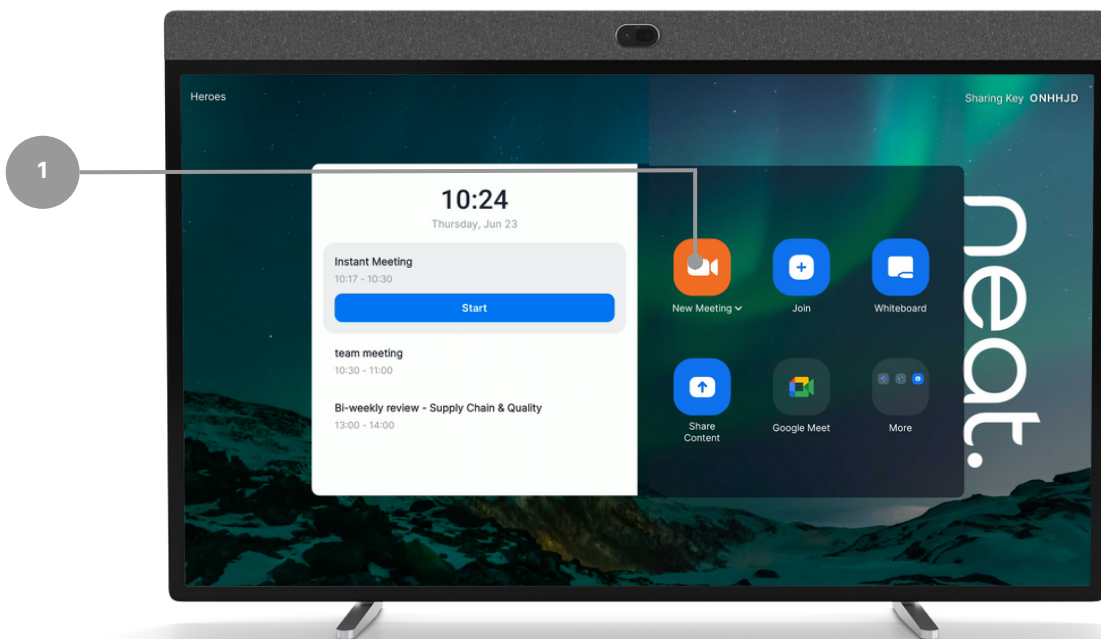 Heroes
Sharing Key ONHHJD
1
10:24
Thursday, Jun 23
Instant Meeting
10:17 - 10:30
Start
team meeting
10:30 - 11:00
Bi-weekly review - Supply Chain & Quality
13:00 - 14:00
New Meeting
Join
Whiteboard
Share
Content
Google Meet
More
neat.